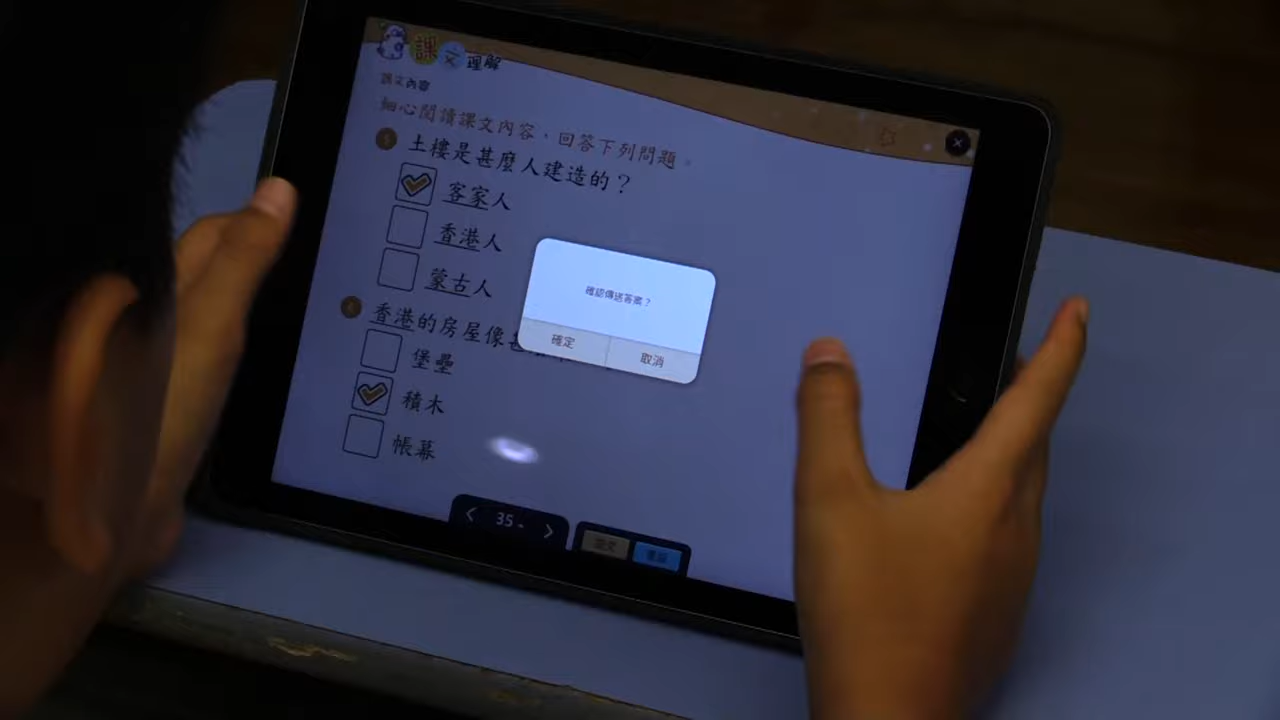 課文理解
課文內容
細心閱讀課文內容,回答下列問題。
1 土樓是甚麼人建造的?
客家人
香港人
蒙古人
香港的房屋像甚
堡壘
積木
帳幕
確認傳送答案?
確定
取消
35